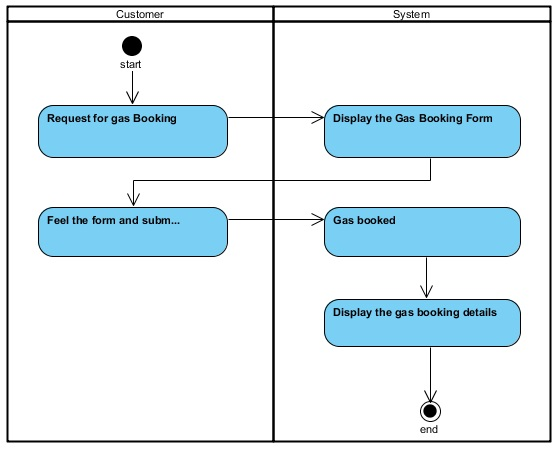 Customer
System
start
Request for gas Booking
Display the Gas Booking Form
Feel the form and subm...
Gas booked
Display the gas booking details
end